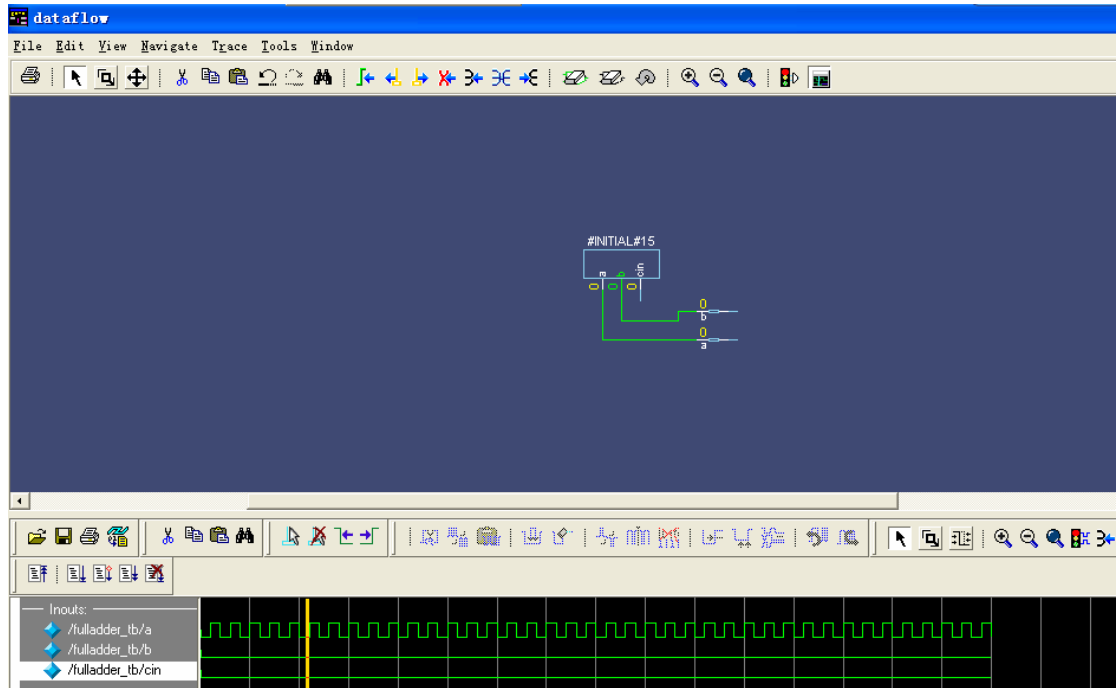 dataflow
File Edit View Navigate Trace Tools Window
#INITIAL#15
a b cin
0 0 0
0
b
0
a
Inouts:
/fulladder_tb/a
/fulladder_tb/b
/fulladder_tb/cin